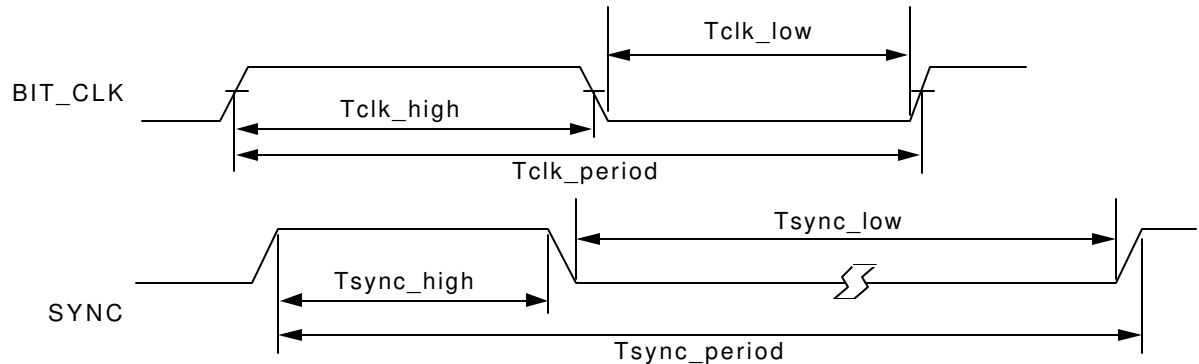 Tclk_low
BIT_CLK
Tclk_high
Tclk_period
Tsync_low
Tsync_high
SYNC
Tsync_period